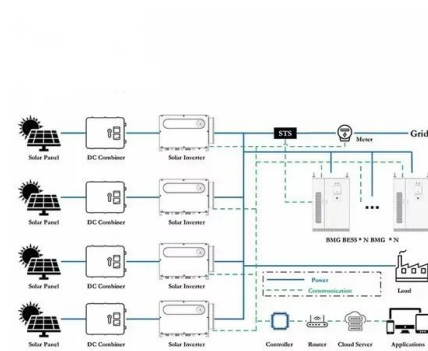 STS
Meter
Grid
Solar Panel
DC Combiner
Solar Inverter
Solar Panel
DC Combiner
Solar Inverter
BMG BESS * N BMG * N
Solar Panel
DC Combiner
Solar Inverter
Power
Communication
Load
Solar Panel
DC Combiner
Solar Inverter
Controller
Router
Cloud Server
Applications